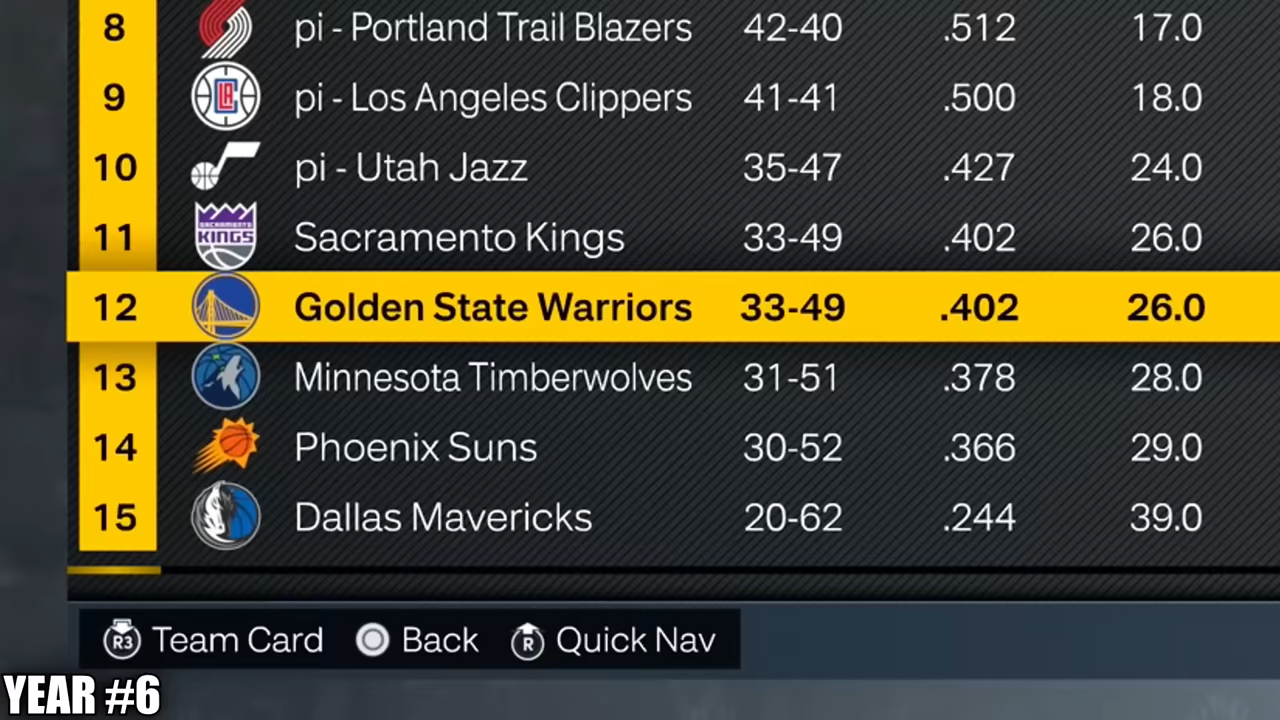 8 pi - Portland Trail Blazers 42-40 .512 17.0
9 LA pi - Los Angeles Clippers 41-41 .500 18.0
10 pi - Utah Jazz 35-47 .427 24.0
11 SACRAMENTO KINGS Sacramento Kings 33-49 .402 26.0
12 Golden State Warriors 33-49 .402 26.0
13 Minnesota Timberwolves 31-51 .378 28.0
14 Phoenix Suns 30-52 .366 29.0
15 Dallas Mavericks 20-62 .244 39.0
R3 Team Card Back R Quick Nav
YEAR #6